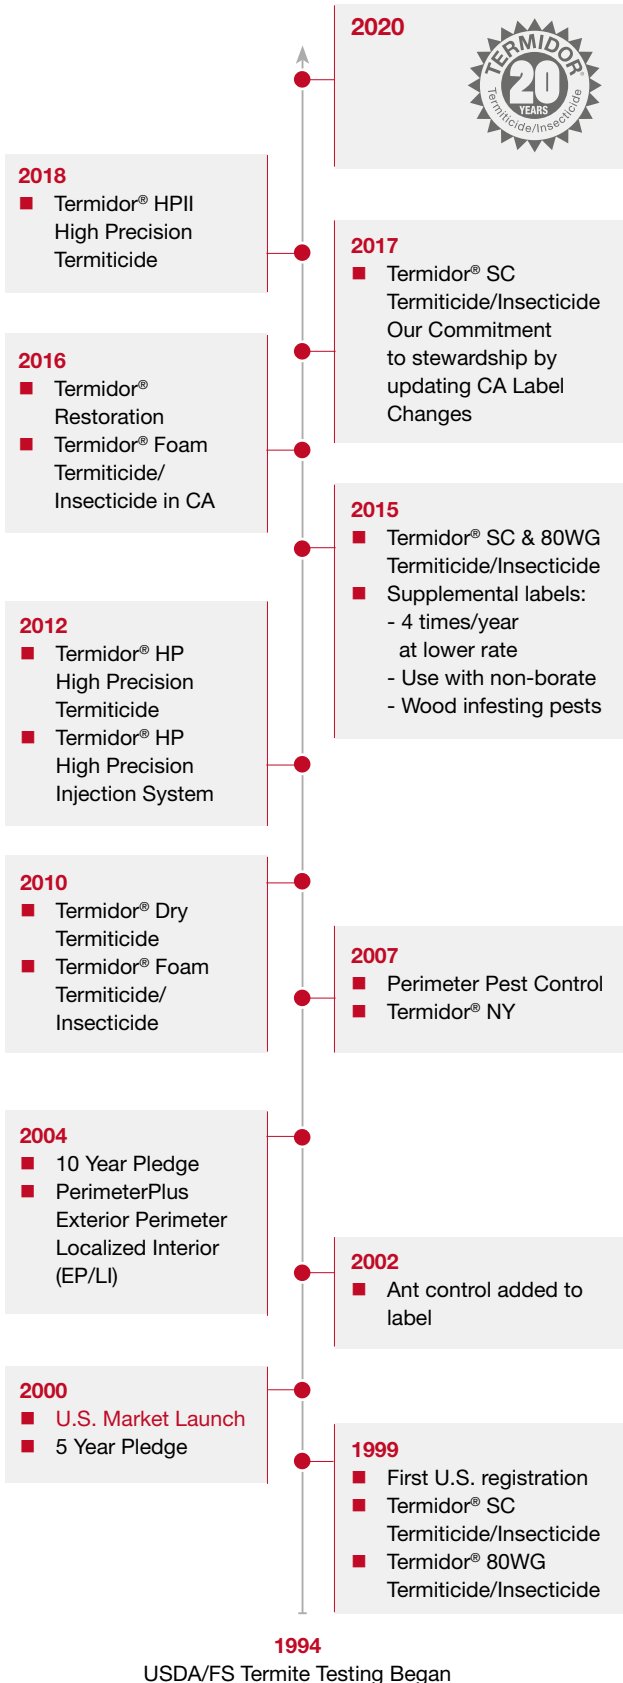 2020
TERMIDOR®
20
YEARS
Termiticide/Insecticide
2018
Termidor® HPII
High Precision
Termiticide
2017
Termidor® SC
Termiticide/Insecticide
Our Commitment
to stewardship by
updating CA Label
Changes
2016
Termidor®
Restoration
Termidor® Foam
Termiticide/
Insecticide in CA
2015
Termidor® SC & 80WG
Termiticide/Insecticide
Supplemental labels:
- 4 times/year
at lower rate
- Use with non-borate
- Wood infesting pests
2012
Termidor® HP
High Precision
Termiticide
Termidor® HP
High Precision
Injection System
2010
Termidor® Dry
Termiticide
Termidor® Foam
Termiticide/
Insecticide
2007
Perimeter Pest Control
Termidor® NY
2004
10 Year Pledge
PerimeterPlus
Exterior Perimeter
Localized Interior
(EP/LI)
2002
Ant control added to
label
2000
U.S. Market Launch
5 Year Pledge
1999
First U.S. registration
Termidor® SC
Termiticide/Insecticide
Termidor® 80WG
Termiticide/Insecticide
1994
USDA/FS Termite Testing Began